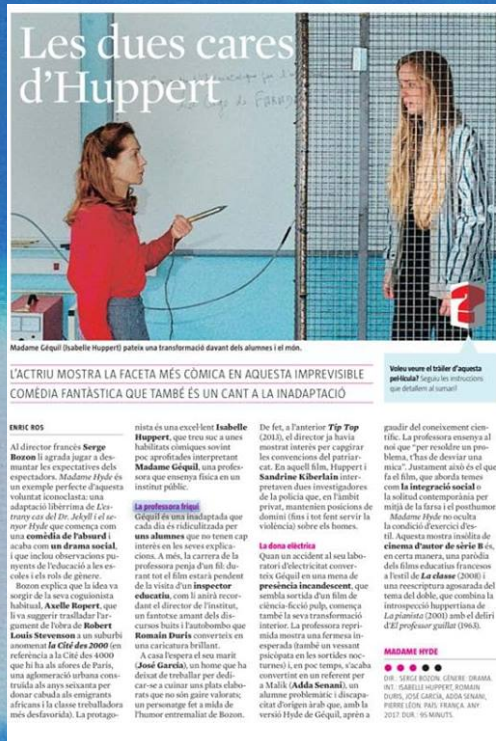 Les dues cares
d'Huppert
Madame Géquil (Isabelle Huppert) pateix una transformació davant dels alumnes i el món.
L'ACTRIU MOSTRA LA FACETA MÉS CÒMICA EN AQUESTA IMPREVISIBLE
COMÈDIA FANTÀSTICA QUE TAMBÉ ÉS UN CANT A LA INADAPTACIÓ
Voleu veure el tràiler d'aquesta
pel·lícula? Seguiu les instruccions
que detallem al sumari!
ENRIC ROS
Al director francès Serge
Bozon li agrada jugar a des-
muntar les expectatives dels
espectadors. Madame Hyde és
un exemple perfecte d'aquesta
voluntat iconoclasta: una
adaptació llibèrrima de L'es-
trany cas del Dr. Jekyll i el se-
nyor Hyde que comença com
una comèdia de l'absurd i
acaba com un drama social,
i que inclou observacions pu-
nyents de l'educació a les es-
coles i els rols de gènere.
Bozon explica que la idea va
sorgir de la seva coguionista
habitual, Axelle Ropert, que
li va suggerir traslladar l'ar-
gument de l'obra de Robert
Louis Stevenson a un suburbi
anomenat la Cité des 2000 (en
referència a la Cité des 4000
que hi ha als afores de París,
una aglomeració urbana cons-
truïda als anys seixanta per
donar cabuda als emigrants
africans i la classe treballadora
més desfavorida). La protago-
nista és una excel·lent Isabelle
Huppert, que treu suc a unes
habilitats còmiques sovint
poc aprofitades interpretant
Madame Géquil, una profes-
sora que ensenya física en un
institut públic.
La professora friqui
Géquil és una inadaptada que
cada dia és ridiculitzada per
uns alumnes que no tenen cap
interès en les seves explica-
cions. A més, la carrera de la
professora penja d'un fil: du-
rant tot el film estarà pendent
de la visita d'un inspector
educatiu, com li anirà recor-
dant el director de l'institut,
un fantotxe amant dels dis-
cursos buits i l'autobombo que
Romain Duris converteix en
una caricatura brillant.
A casa l'espera el seu marit
(José García), un home que ha
deixat de treballar per dedi-
car-se a cuinar uns plats elabo-
rats que no són gaire valorats,
un personatge fet a mida de
l'humor entremaliat de Bozon.
De fet, a l'anterior Tip Top
(2013), el director ja havia
mostrat interès per capgirar
les convencions del patriar-
cat. En aquell film, Huppert i
Sandrine Kiberlain inter-
pretaven dues investigadores
de la policia que, en l'àmbit
privat, mantenien posicions de
domini (fins i tot fent servir la
violència) sobre els homes.
La dona elèctrica
Quan un accident al seu labo-
ratori d'electricitat conver-
teix Géquil en una mena de
presència incandescent, que
sembla sortida d'un film de
ciència-ficció pulp, comença
també la seva transformació
interior. La professora repri-
mida mostra una fermesa in-
esperada (també un vessant
psicòpata en les sortides noc-
turnes) i, en poc temps, s'acaba
convertint en un referent per
a Malik (Adda Senani), un
alumne problemàtic i discapa-
citat d'origen àrab que, amb la
versió Hyde de Géquil, aprèn a
gaudir del coneixement cien-
tífic. La professora ensenya al
noi que "per resoldre un pro-
blema, t'has de desviar una
mica". Justament això és el que
fa el film, que aborda temes
com la integració social o
la solitud contemporània per
mitjà de la farsa i el posthumor
Madame Hyde no oculta
la condició d'exercici d'es-
til. Aquesta mostra insòlita de
cinema d'autor de sèrie B és,
en certa manera, una paròdia
dels films educatius francesos
a l'estil de La classe (2008) i
una reescriptura agosarada del
tema del doble, que combina la
introspecció huppertiana de
La pianista (2001) amb el deliri
d'El professor guillat (1963).
MADAME HYDE
DIR.: SERGE BOZON. GÈNERE: DRAMA.
INT.: ISABELLE HUPPERT, ROMAIN
DURIS, JOSÉ GARCÍA, ADDA SENANI,
PIERRE LÉON. PAÍS: FRANÇA. ANY:
2017. DUR.: 95 MINUTS.